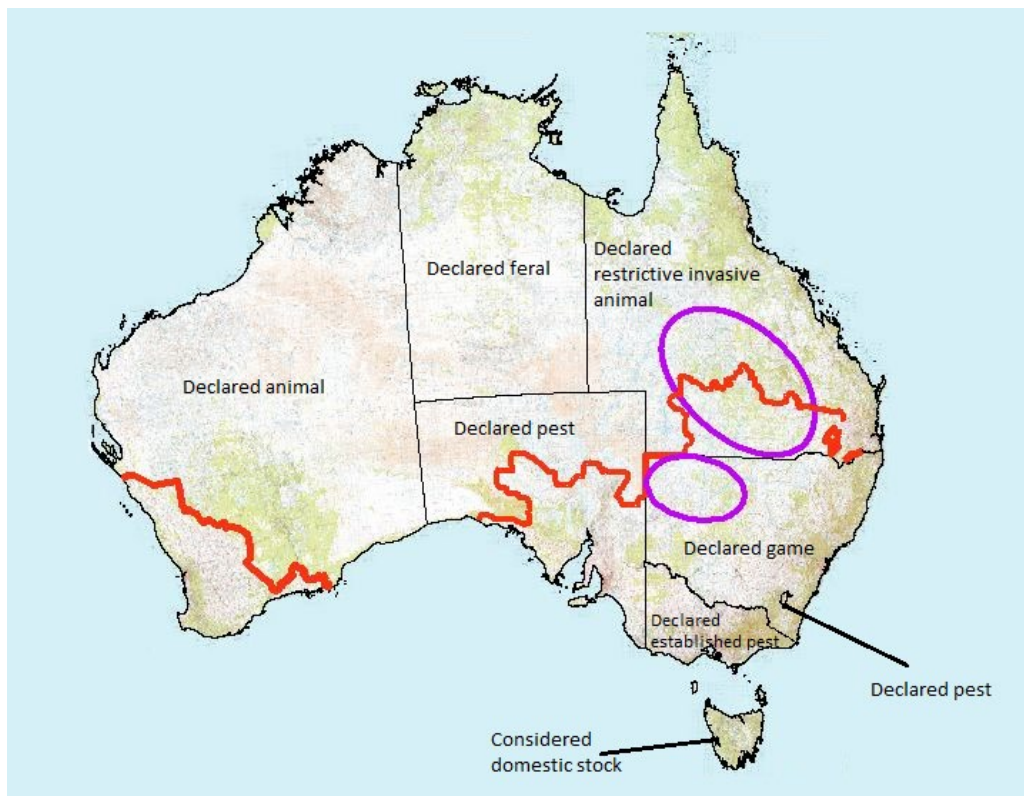 Declared
restrictive invasive
animal
Declared feral
Declared animal
Declared pest
Declared game
Declared
established pest
Declared pest
Considered
domestic stock